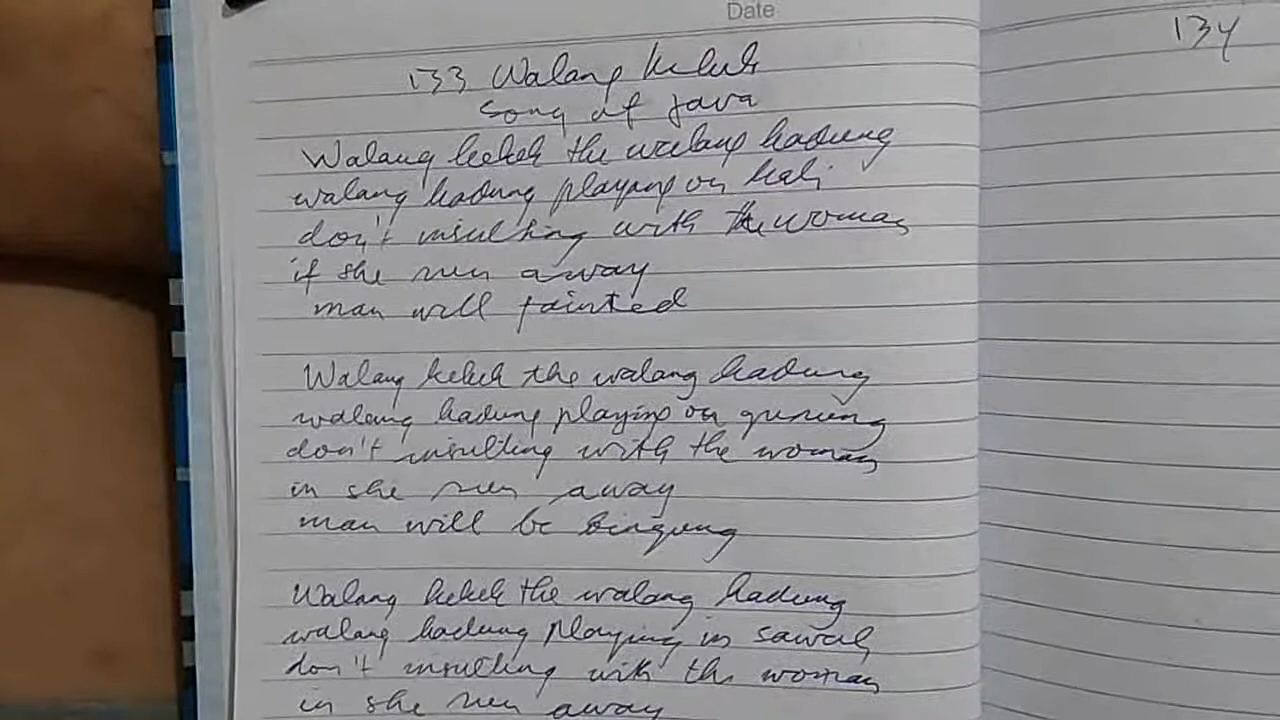 Date
134
133 Walang kekek
Song of Java
Walang kekek the walang kadung
walang kadung playing on kali
don't insulting with the woman
if she run away
man will fainted
Walang kekek the walang kadung
walang kadung playing on gunung
don't insulting with the woman
in she run away
man will be bingung
Walang kekek the walang kadung
walang kadung playing in sawah
don't insulting with the woman
in she run away